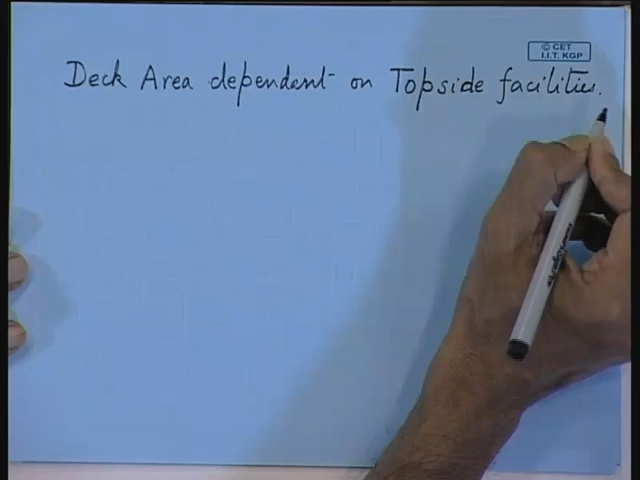 © CET
I.I.T. KGP
Deck Area dependent on Topside facilities.